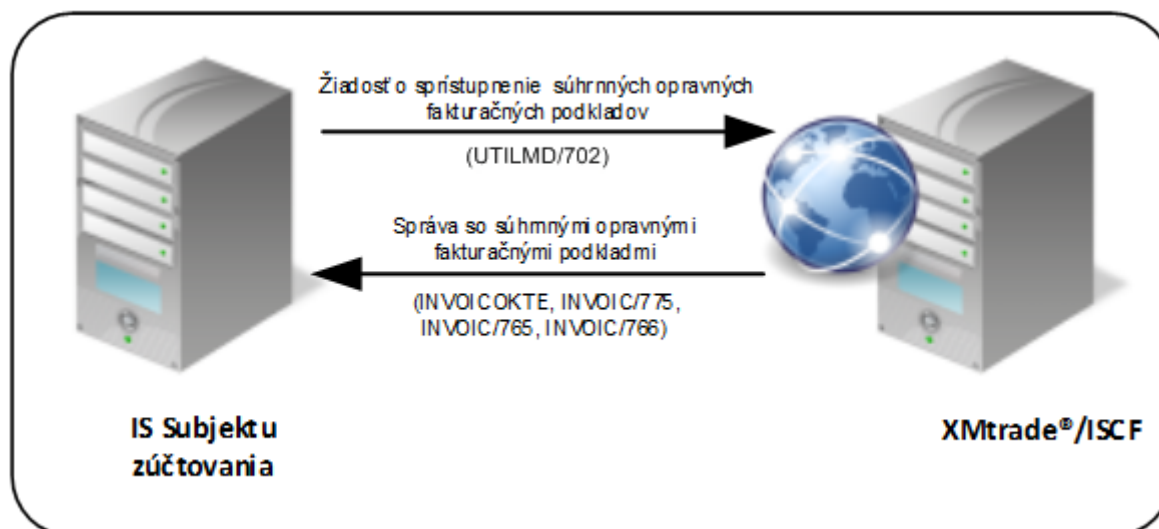 Žiadosť o sprístupnenie súhrnných opravných
fakturačných podkladov
(UTILMD/702)
Správa so súhrnnými opravnými
fakturačnými podkladmi
(INVOICOKTE, INVOIC/775,
INVOIC/765, INVOIC/766)
IS Subjektu
zúčtovania
XMtrade®/ISCF